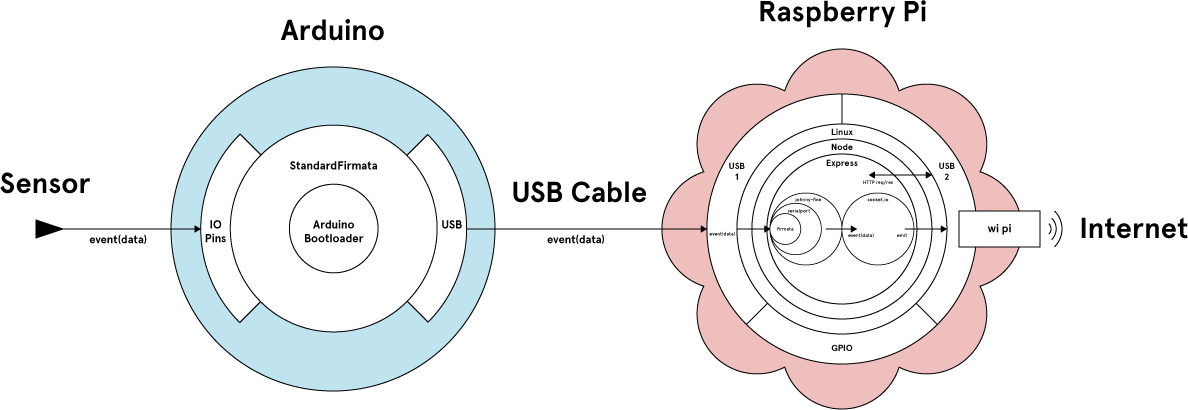 Raspberry Pi
Arduino
Linux
Node
Express
StandardFirmata
USB
1
USB
2
HTTP req/res
Sensor
USB Cable
johnny-five
socket.io
serialport
IO
Pins
Arduino
Bootloader
USB
firmata
wi pi
Internet
event(data)
event(data)
event(data)
event(data)
emit
GPIO